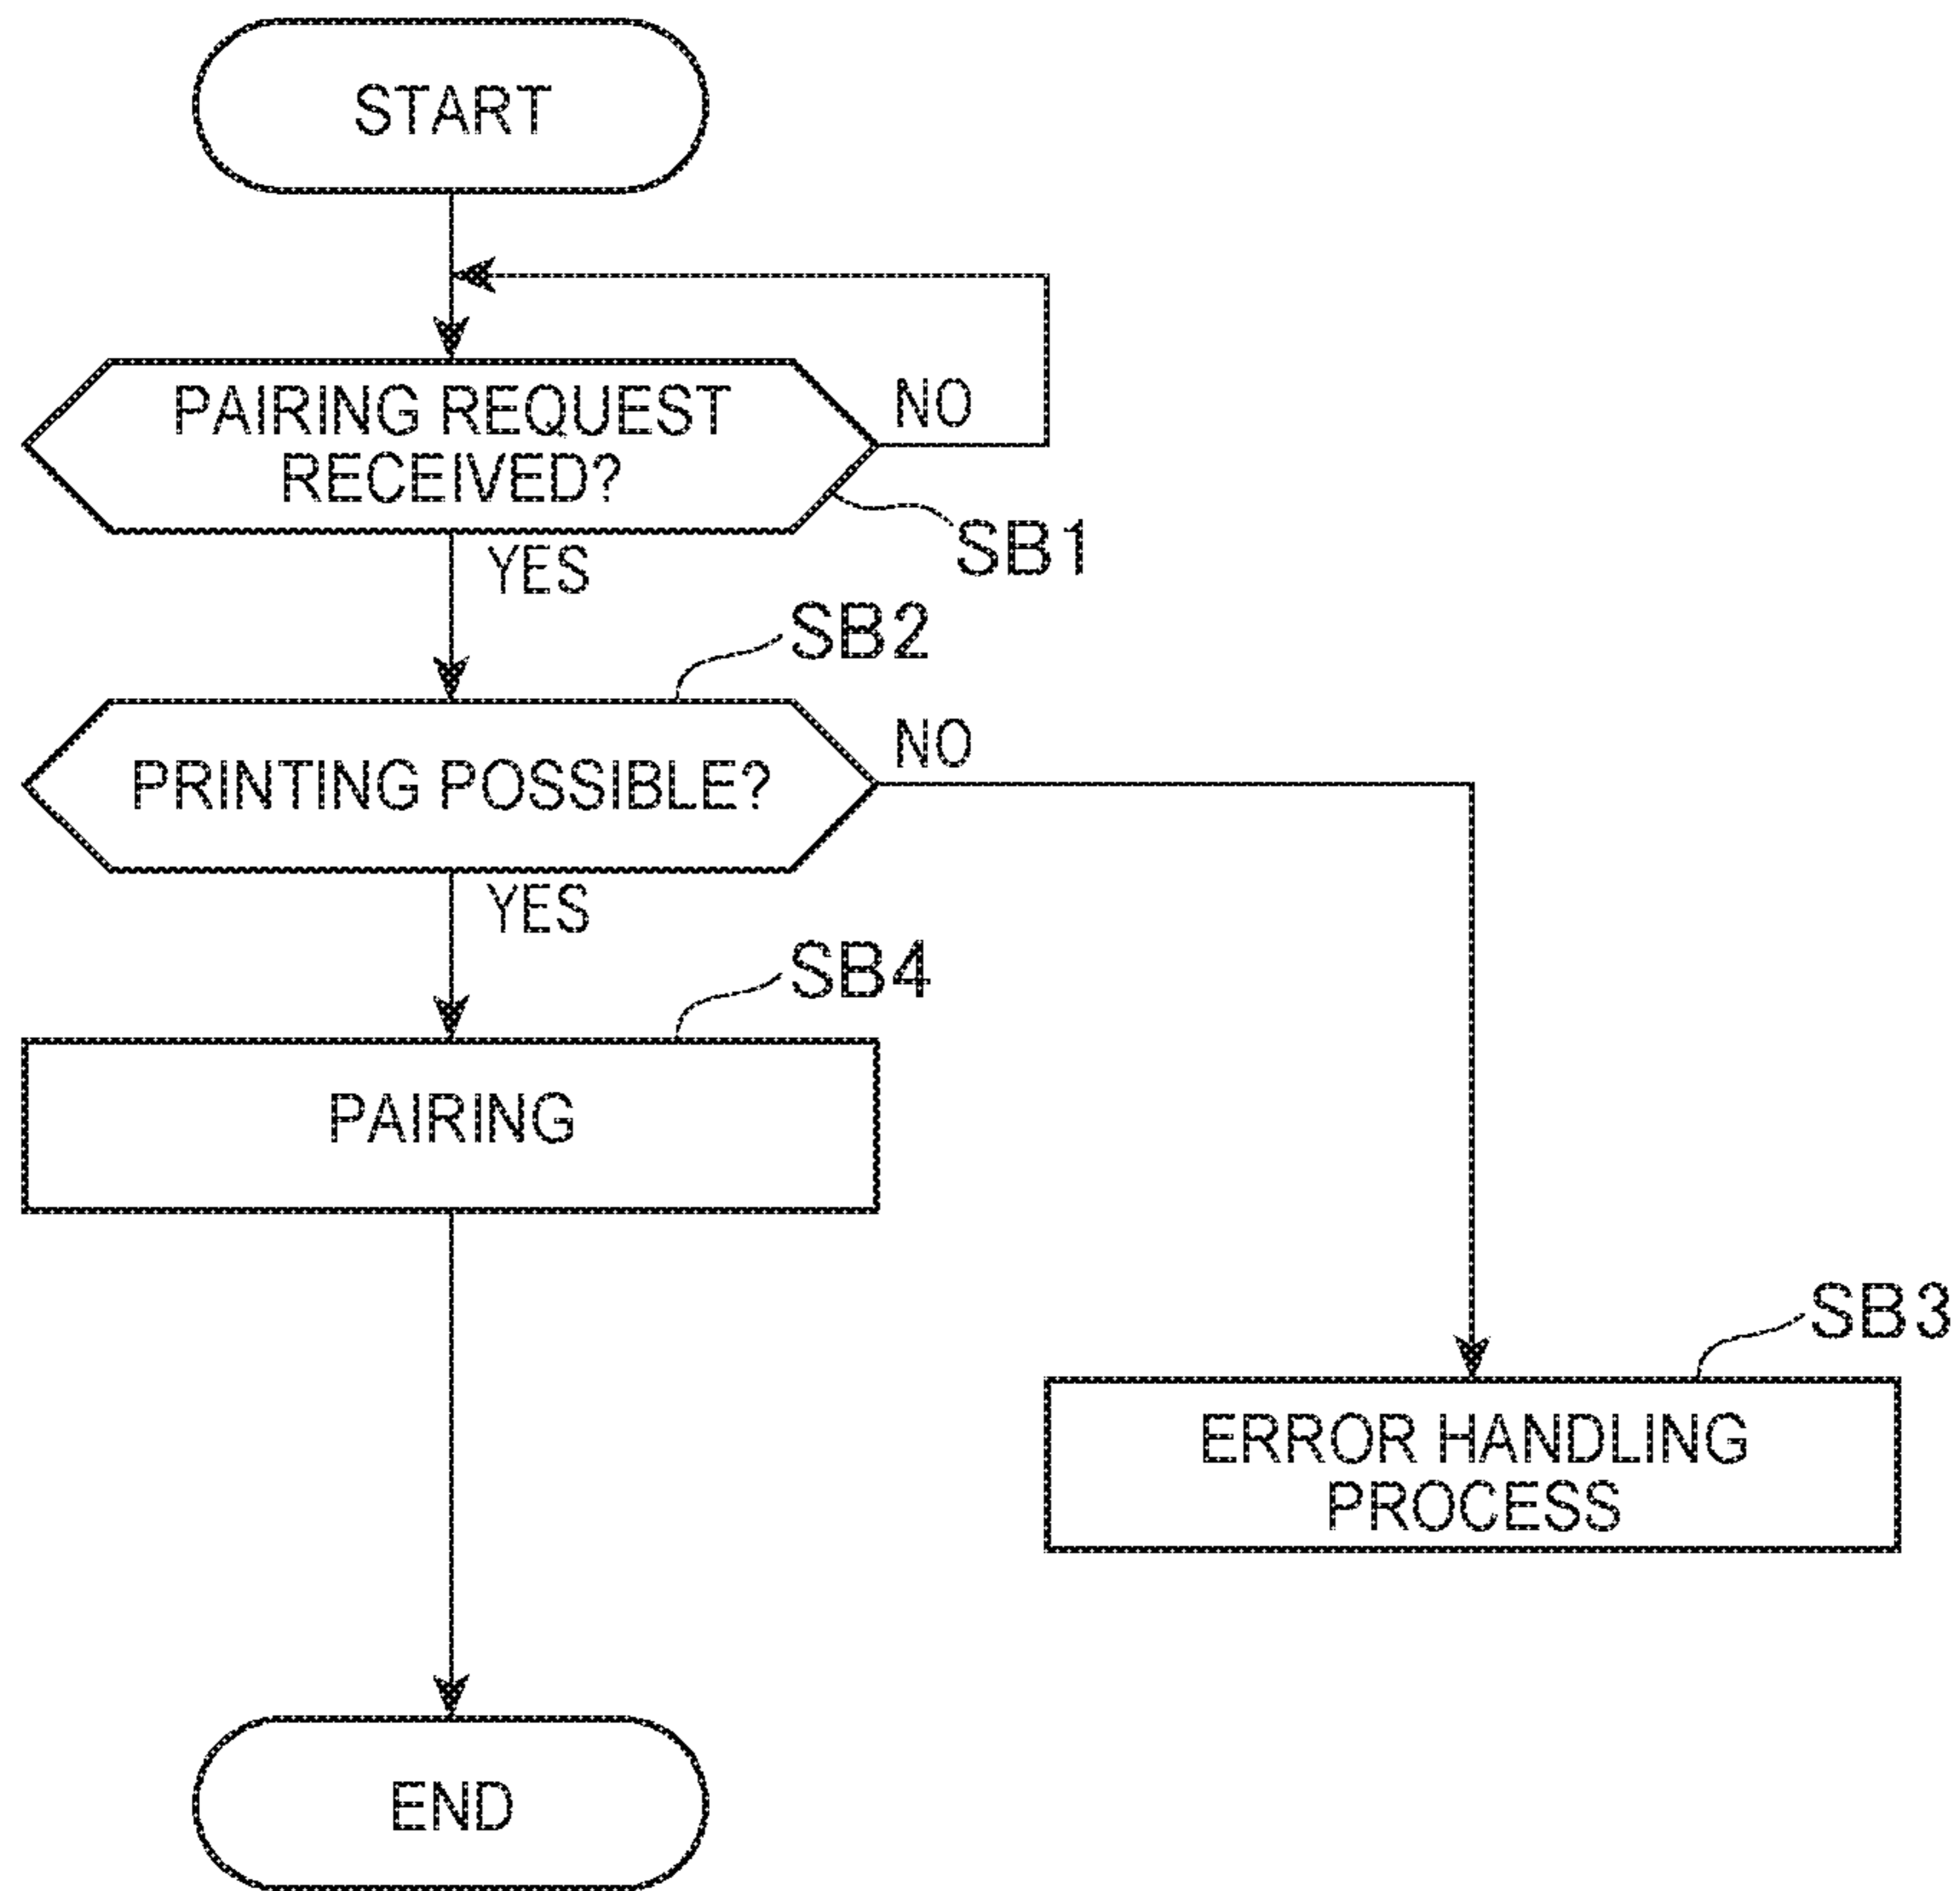 START
PAIRING REQUEST
RECEIVED?
NO
SB1
YES
SB2
PRINTING POSSIBLE?
NO
YES
SB4
PAIRING
SB3
ERROR HANDLING
PROCESS
END